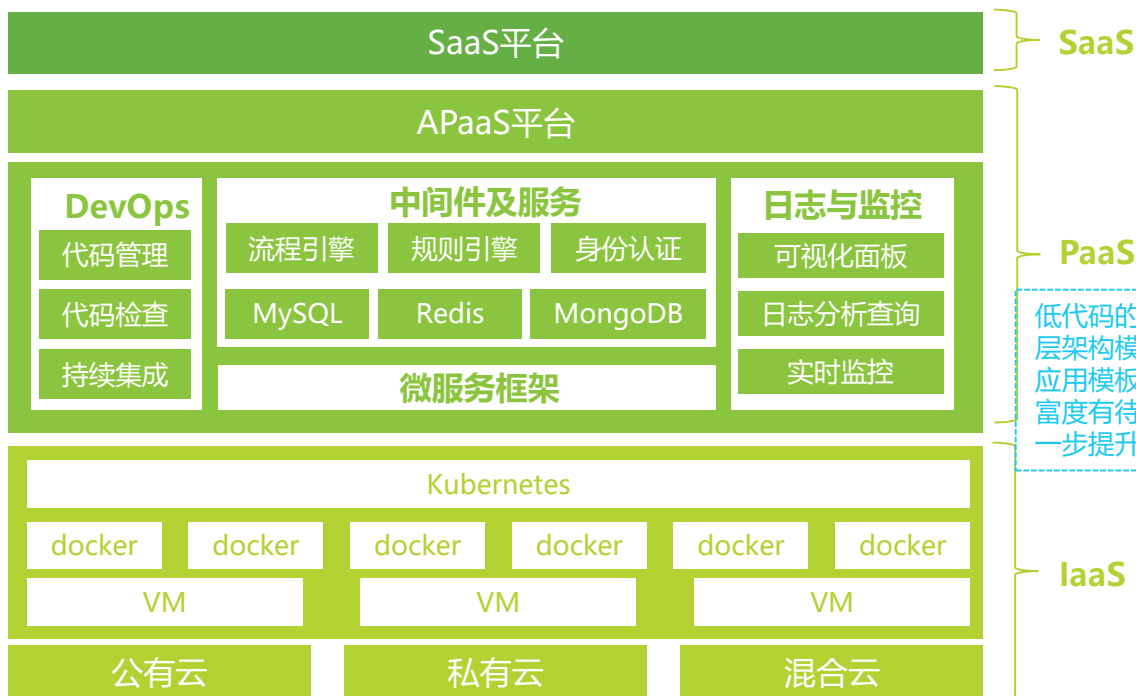 SaaS平台
SaaS
APaaS平台
PaaS
DevOps
代码管理
代码检查
持续集成
中间件及服务
流程引擎 规则引擎 身份认证
MySQL Redis MongoDB
微服务框架
日志与监控
可视化面板
日志分析查询
实时监控
低代码的
层架构模
应用模板
富度有待
一步提升
Kubernetes
docker docker docker docker docker docker
VM VM VM
IaaS
公有云 私有云 混合云